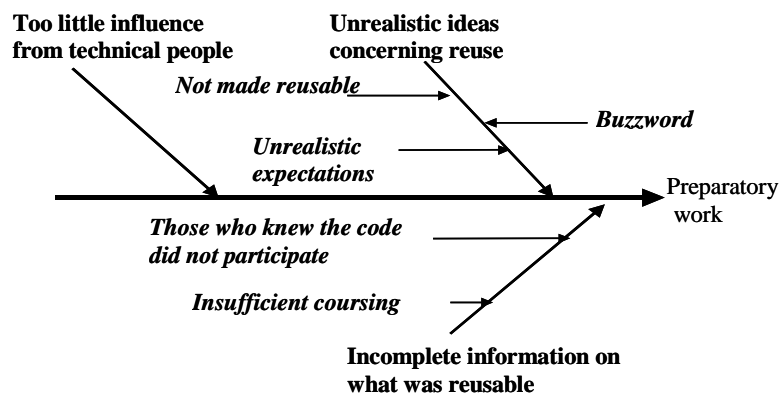 Too little influence
from technical people
Unrealistic ideas
concerning reuse
Not made reusable
Buzzword
Unrealistic
expectations
Preparatory
work
Those who knew the code
did not participate
Insufficient coursing
Incomplete information on
what was reusable